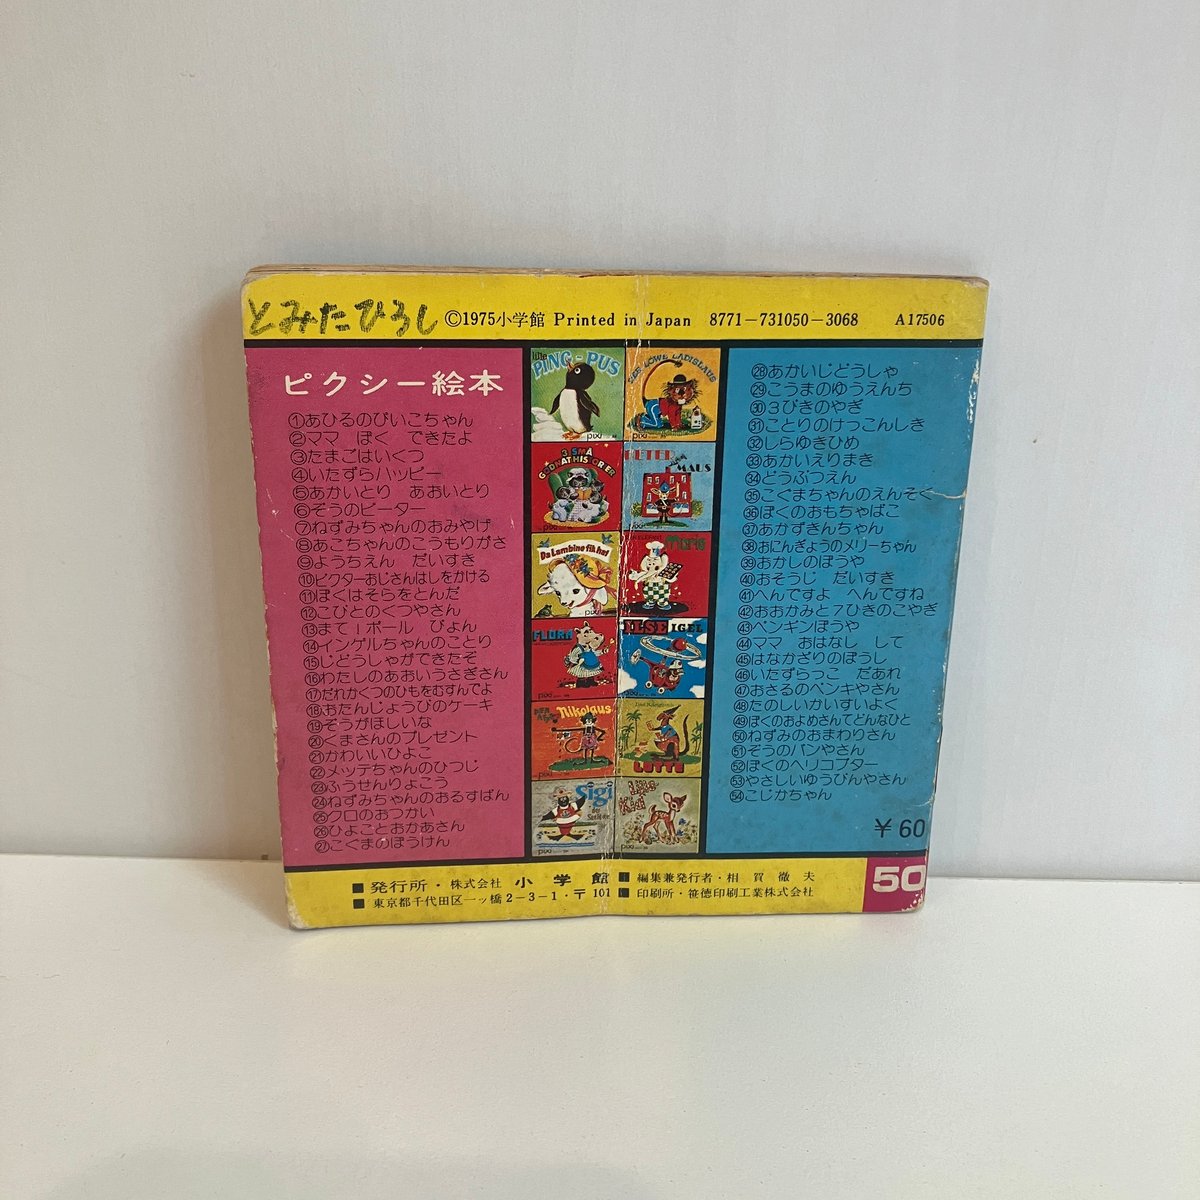 とみたひろし
©1975小学館 Printed in Japan 8771-731050-3068 A17506
ピクシー絵本
①あひるのぴいこちゃん
②ママ ぼく できたよ
③たまごはいくつ
④いたずらハッピー
⑤あかいとり あおいとり
⑥ぞうのピーター
⑦ねずみちゃんのおみやげ
⑧あこちゃんのこうもりがさ
⑨ようちえん だいすき
⑩ビクターおじさんはしをかける
⑪ぼくはそらをとんだ
⑫こびとのくつやさん
⑬まて！ボール ぴょん
⑭インゲルちゃんのことり
⑮じどうしゃができたぞ
⑯わたしのあおいうさぎさん
⑰だれかくつのひもをむすんでよ
⑱おたんじょうびのケーキ
⑲ぞうがほしいな
⑳くまさんのプレゼント
㉑かわいいひよこ
㉒メッテちゃんのひつじ
㉓ふうせんりょこう
㉔ねずみちゃんのおるすばん
㉕クロのおつかい
㉖ひよことおかあさん
㉗こぐまのぼうけん
PING-PUS
pixi
LÖWE LADISLAUS
pixi
3 SMÅ
GODNATHISTORIER
pixi
PETER
MAUS
pixi
Da Lambine fik hat
pixi
FLORA
pixi
ILSE IGEL
Nikolaus
pixi
LOTTE
Sigi
pixi
pixi
㉘あかいじどうしゃ
㉙こうまのゆうえんち
㉚3びきのやぎ
㉛ことりのけっこんしき
㉜しらゆきひめ
㉝あかいえりまき
㉞どうぶつえん
㉟こぐまちゃんのえんそく
㊱ぼくのおもちゃばこ
㊲あかずきんちゃん
㊳おにんぎょうのメリーちゃん
㊴おかしのぼうや
㊵おそうじ だいすき
㊶へんですよ へんですね
㊷おおかみと7ひきのこやぎ
㊸ペンギンぼうや
㊹ママ おはなし して
㊺はなかざりのぼうし
㊻いたずらっこ だあれ
㊼おさるのペンキやさん
㊽たのしいかいすいよく
㊾ぼくのおよめさんてどんなひと
㊿ねずみのおまわりさん
51ぞうのパンやさん
52ぼくのヘリコプター
53やさしいゆうびんやさん
54こじかちゃん
¥60
■発行所・株式会社 小学館 ■編集兼発行者・相賀徹夫
■東京都千代田区一ッ橋2-3-1・〒101 ■印刷所・笹徳印刷工業株式会社
50